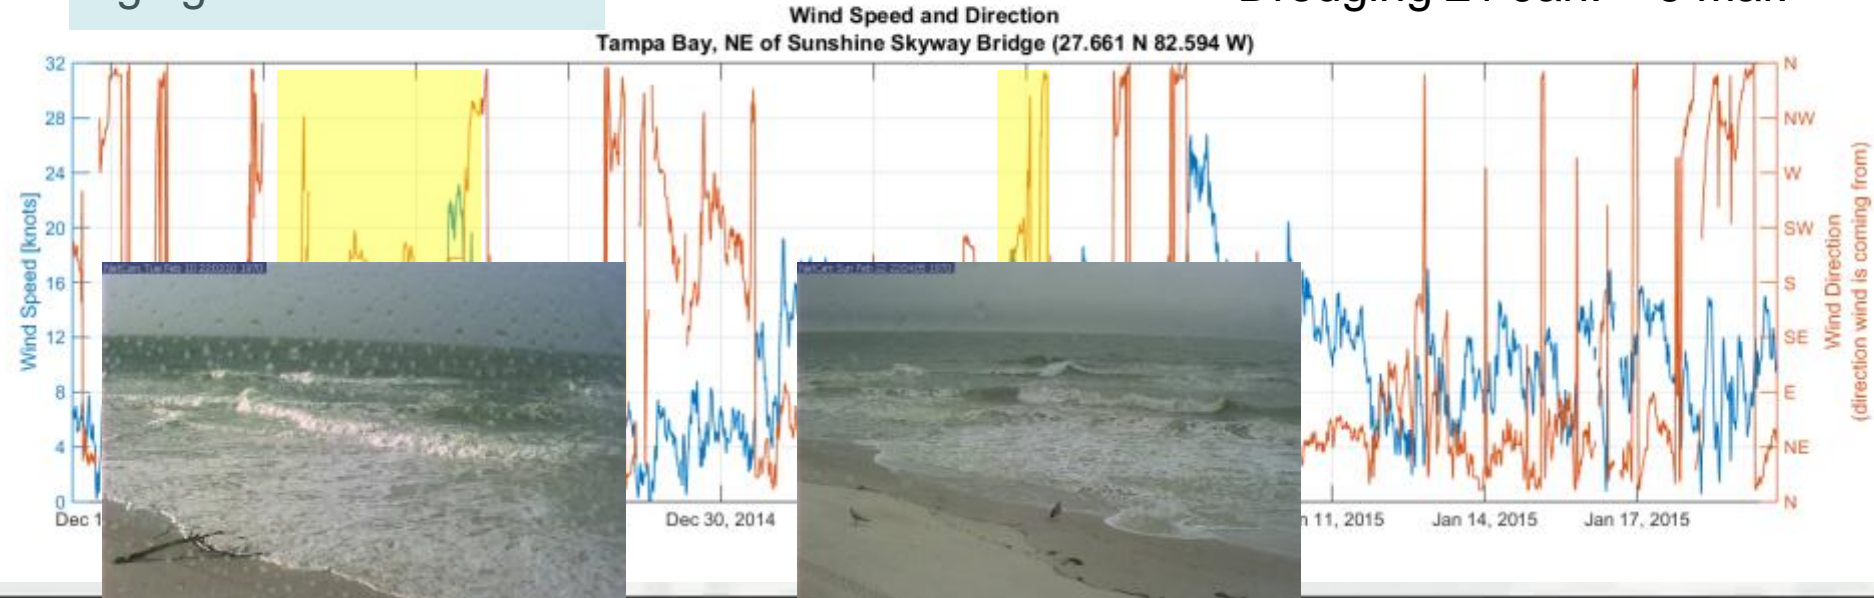 Wind Speed and Direction
Tampa Bay, NE of Sunshine Skyway Bridge (27.661 N 82.594 W)
Wind Speed [knots]
32
28
24
20
16
12
8
4
0
N
NW
W
SW
S
SE
E
NE
N
Wind Direction
(direction wind is coming from)
Dec 1
Dec 30, 2014
11, 2015
Jan 14, 2015
Jan 17, 2015